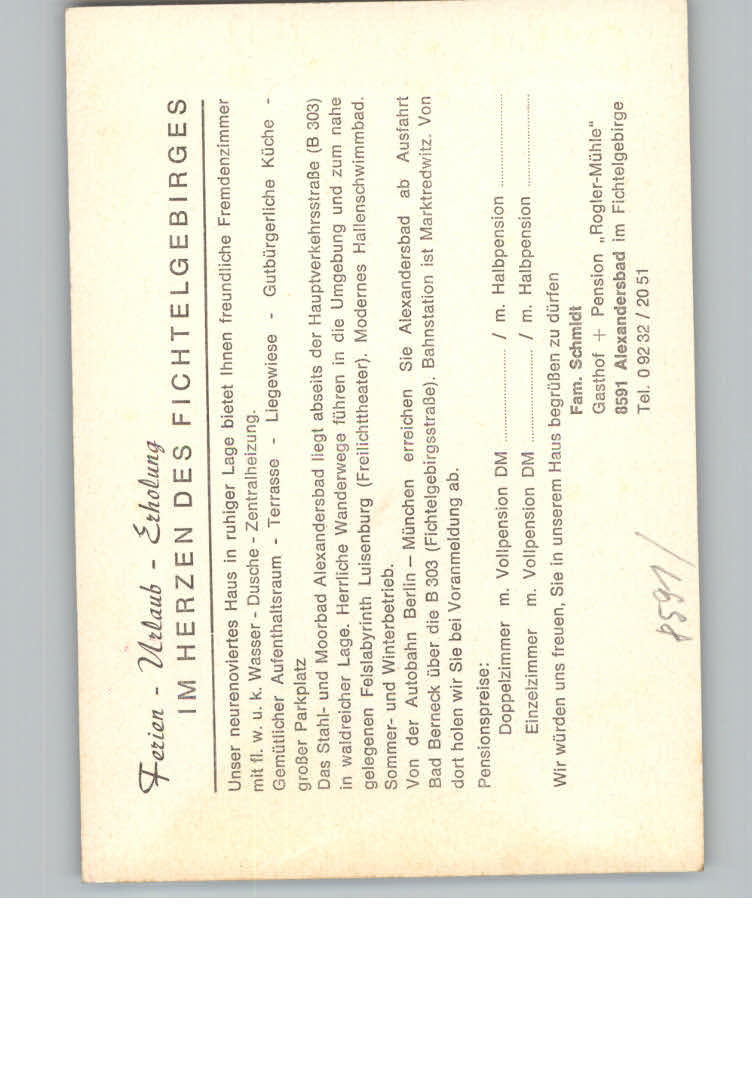 Ferien - Urlaub - Erholung
IM HERZEN DES FICHTELGEBIRGES
Unser neurenoviertes Haus in ruhiger Lage bietet Ihnen freundliche Fremdenzimmer
mit fl. w. u. k. Wasser - Dusche - Zentralheizung.
Gemütlicher Aufenthaltsraum - Terrasse - Liegewiese - Gutbürgerliche Küche -
großer Parkplatz
Das Stahl- und Moorbad Alexandersbad liegt abseits der Hauptverkehrsstraße (B 303)
in waldreicher Lage. Herrliche Wanderwege führen in die Umgebung und zum nahe
gelegenen Felslabyrinth Luisenburg (Freilichttheater). Modernes Hallenschwimmbad.
Sommer- und Winterbetrieb.
Von der Autobahn Berlin – München erreichen Sie Alexandersbad ab Ausfahrt
Bad Berneck über die B 303 (Fichtelgebirgsstraße). Bahnstation ist Marktredwitz. Von
dort holen wir Sie bei Voranmeldung ab.
Pensionspreise:
Doppelzimmer m. Vollpension DM ........................ / m. Halbpension ........................
Einzelzimmer m. Vollpension DM ........................ / m. Halbpension ........................
Wir würden uns freuen, Sie in unserem Haus begrüßen zu dürfen
Fam. Schmidt
Gasthof + Pension „Rogler-Mühle"
8591 Alexandersbad im Fichtelgebirge
Tel. 0 92 32 / 20 51
8591/